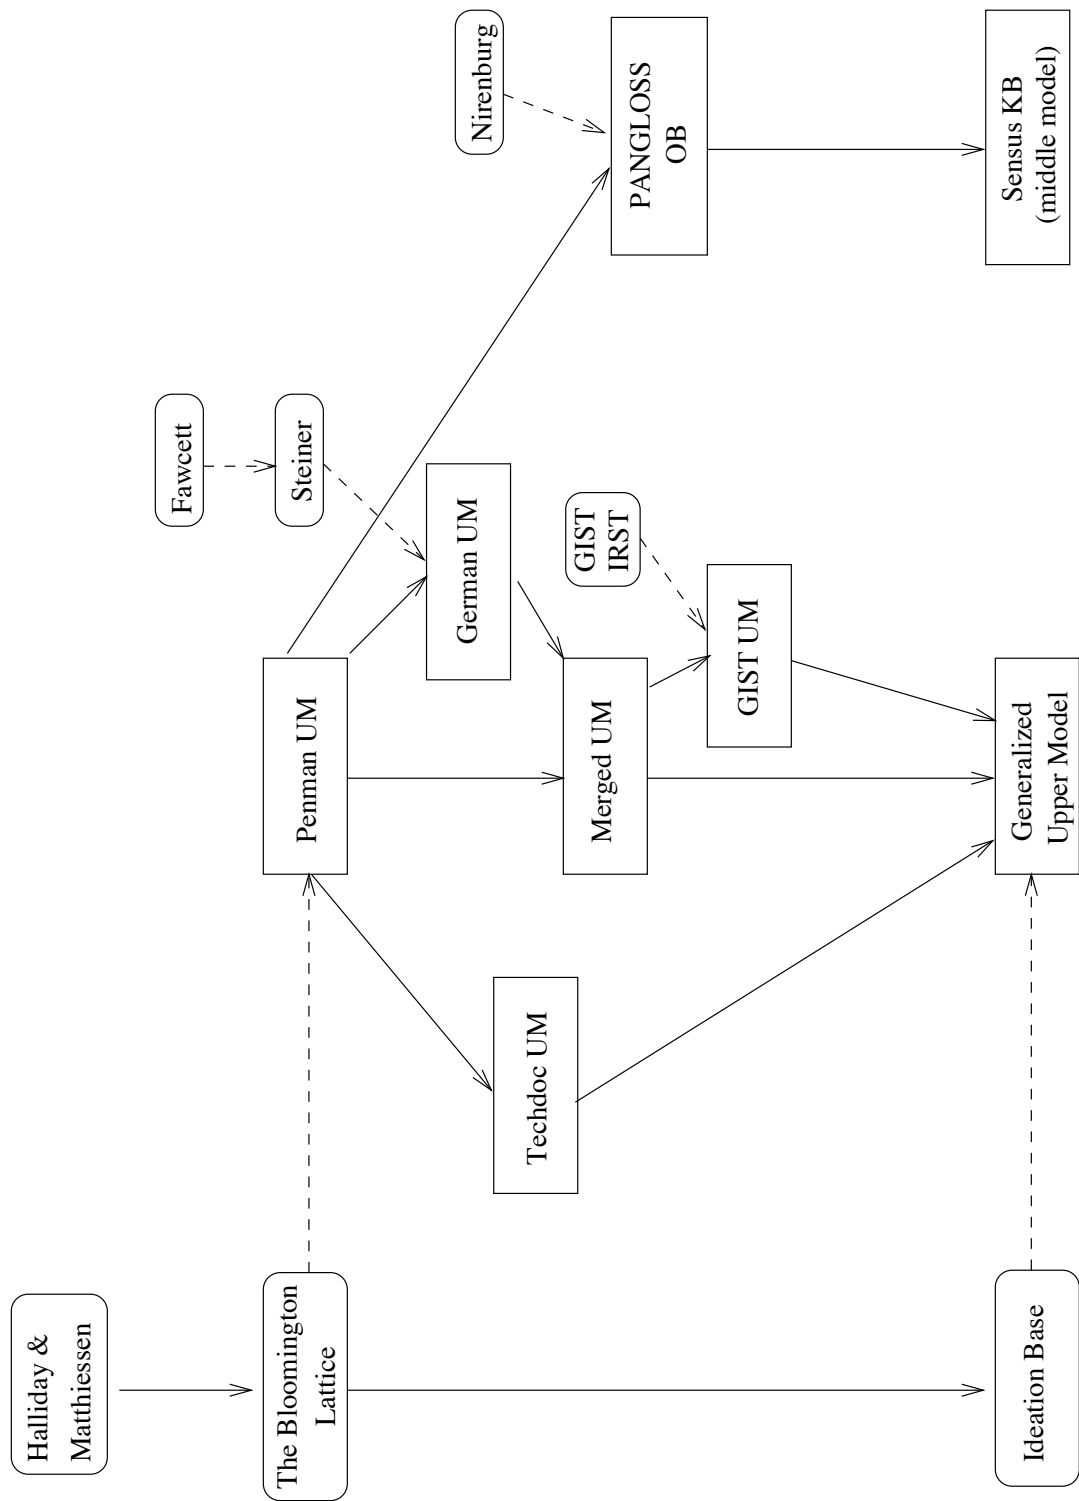 Halliday &
Matthiessen
The Bloomington
Lattice
Ideation Base
Techdoc UM
Penman UM
Merged UM
Generalized
Upper Model
German UM
GIST UM
Fawcett
Steiner
GIST
IRST
Nirenburg
PANGLOSS
OB
Sensus KB
(middle model)